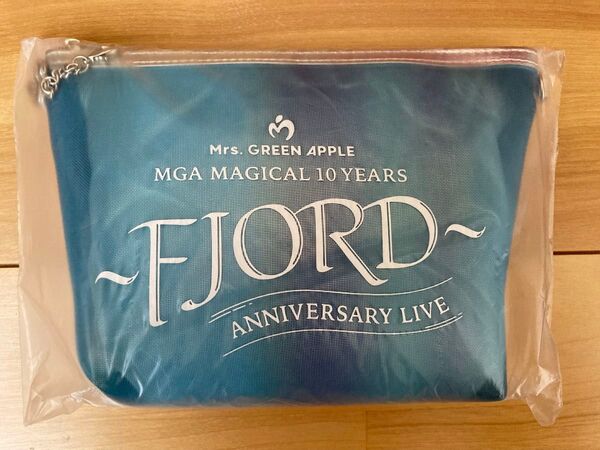 Mrs. GREEN APPLE
MGA MAGICAL 10 YEARS
~FJORD~
ANNIVERSARY LIVE